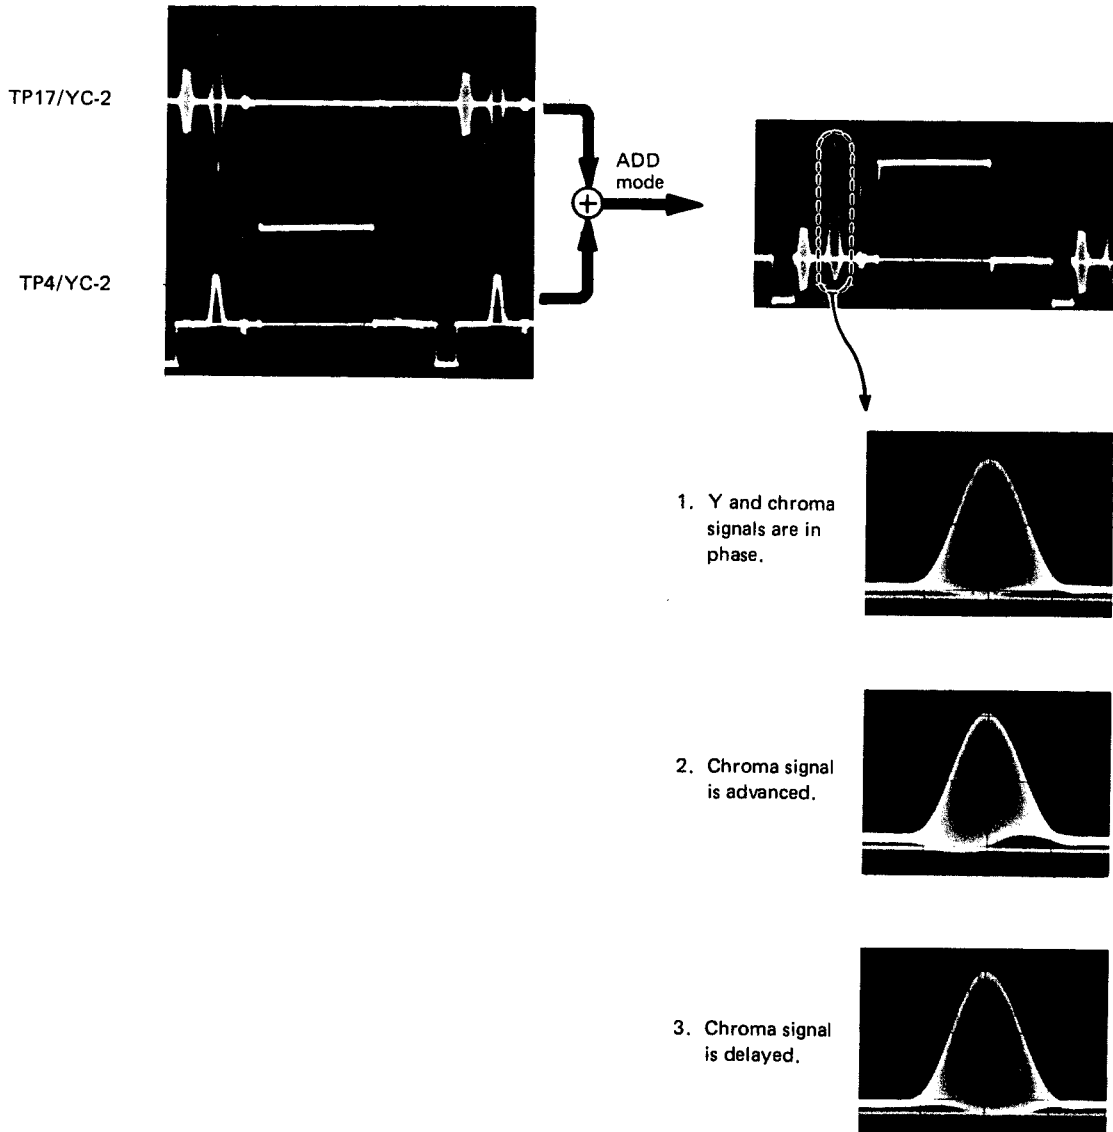 TP17/YC-2
ADD
mode
TP4/YC-2
1. Y and chroma
signals are in
phase.
2. Chroma signal
is advanced.
3. Chroma signal
is delayed.